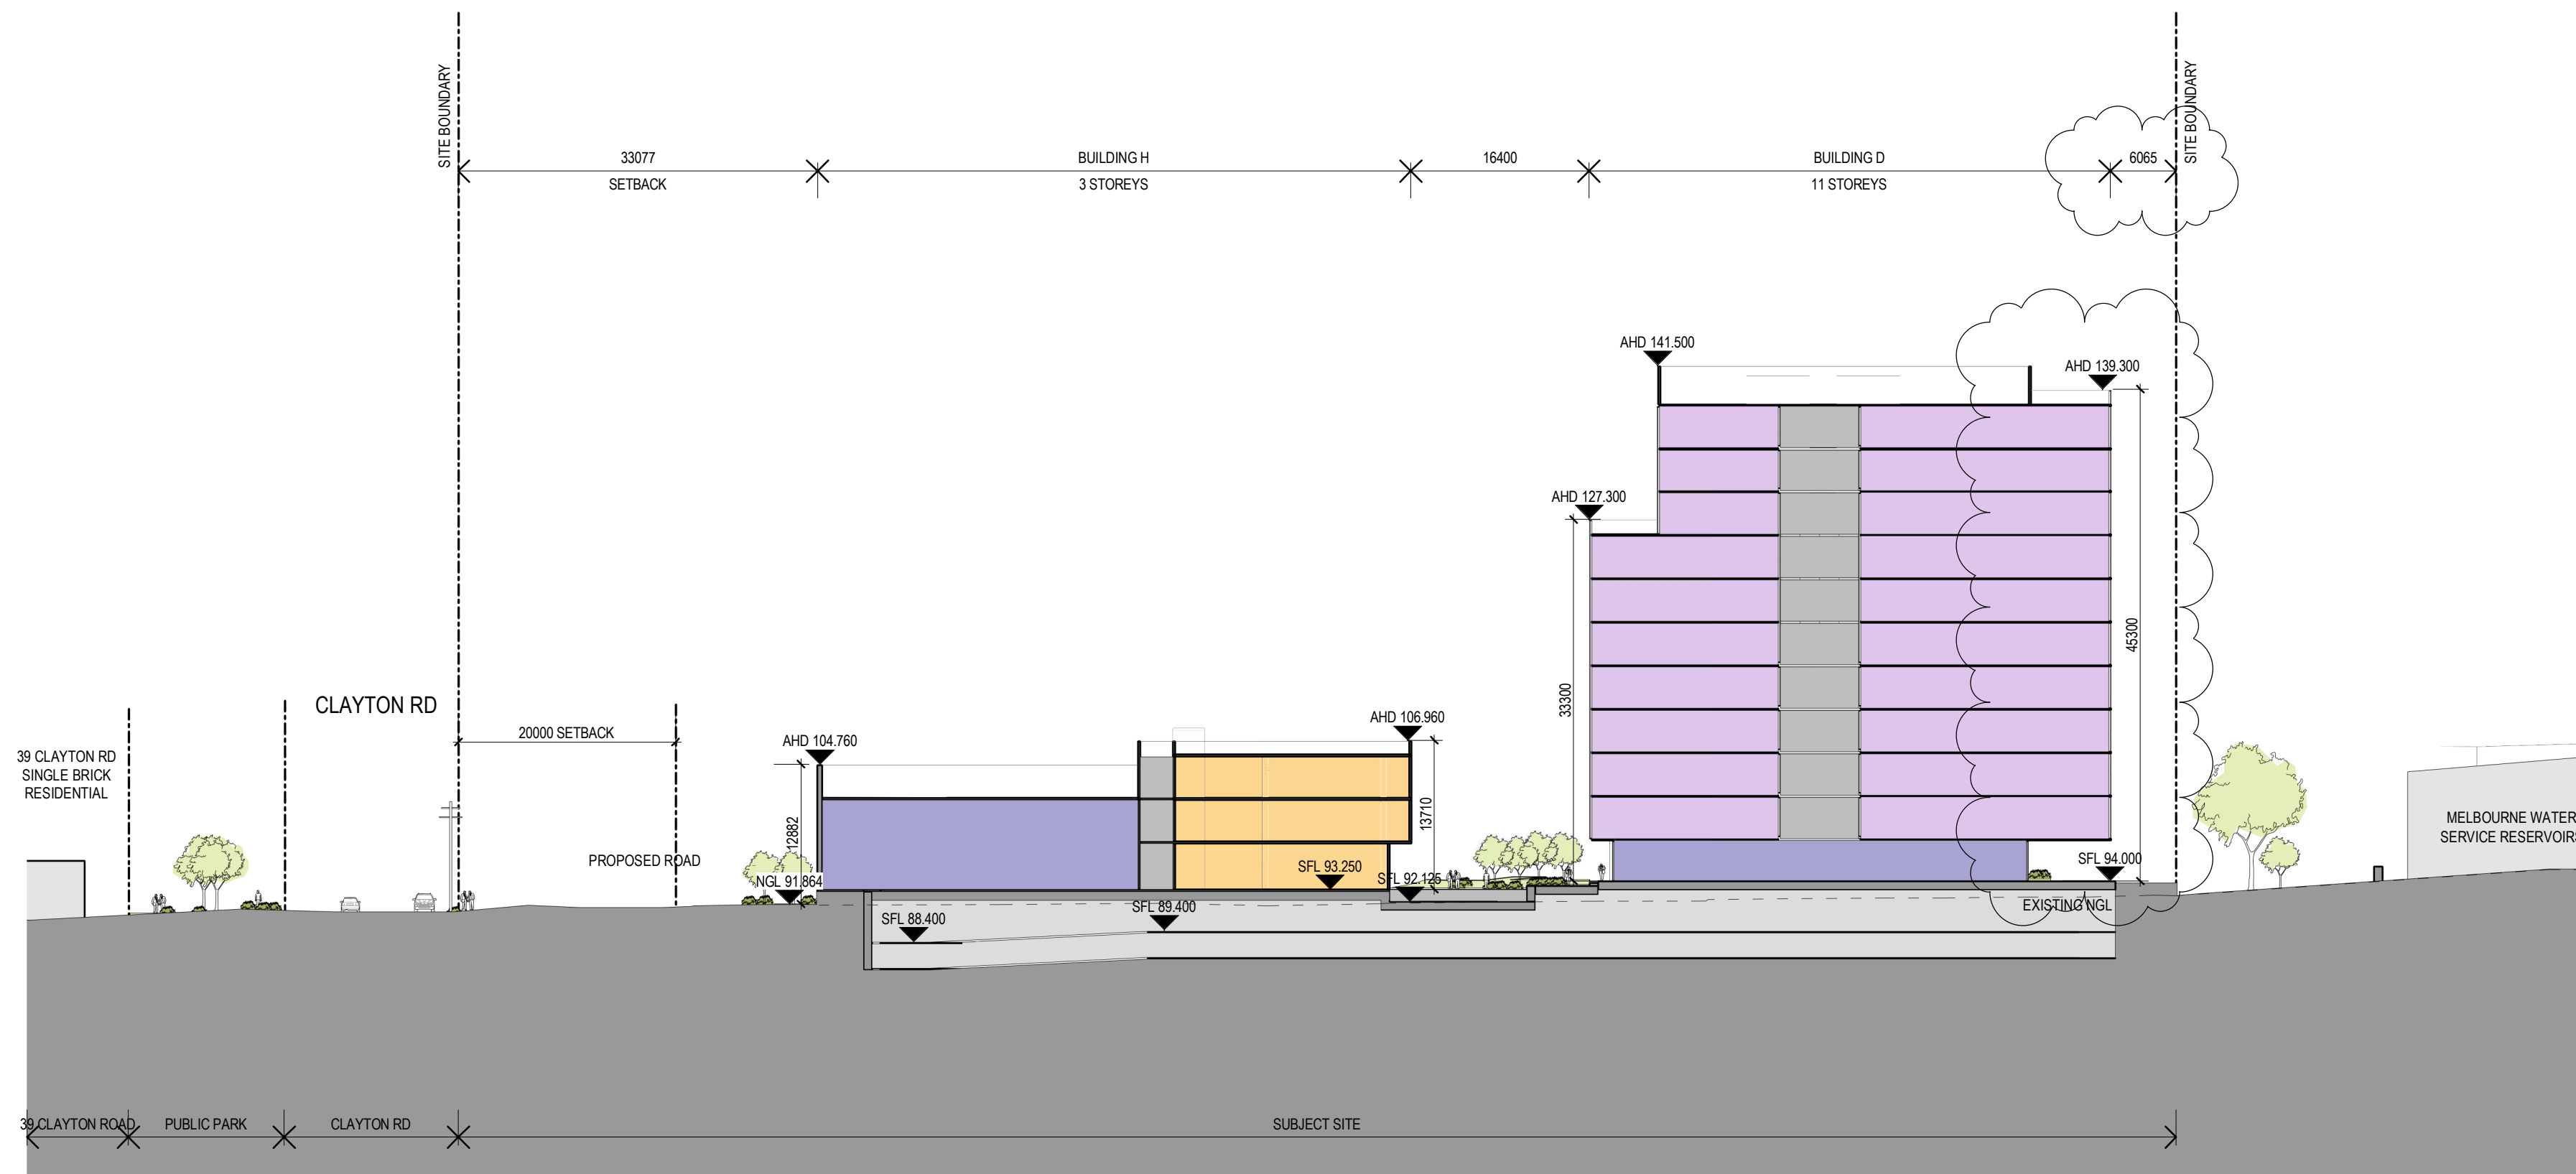 SITE BOUNDARY
SITE BOUNDARY
33077
SETBACK
BUILDING H
3 STOREYS
16400
BUILDING D
11 STOREYS
6065
AHD 141.500
AHD 139.300
AHD 127.300
45300
33300
CLAYTON RD
20000 SETBACK
39 CLAYTON RD
SINGLE BRICK
RESIDENTIAL
AHD 104.760
AHD 106.960
12882
13710
PROPOSED ROAD
NGL 91.864
SFL 93.250
SFL 92.125
SFL 94.000
MELBOURNE WATER
SERVICE RESERVOIRS
EXISTING NGL
SFL 88.400
SFL 89.400
39 CLAYTON ROAD
PUBLIC PARK
CLAYTON RD
SUBJECT SITE